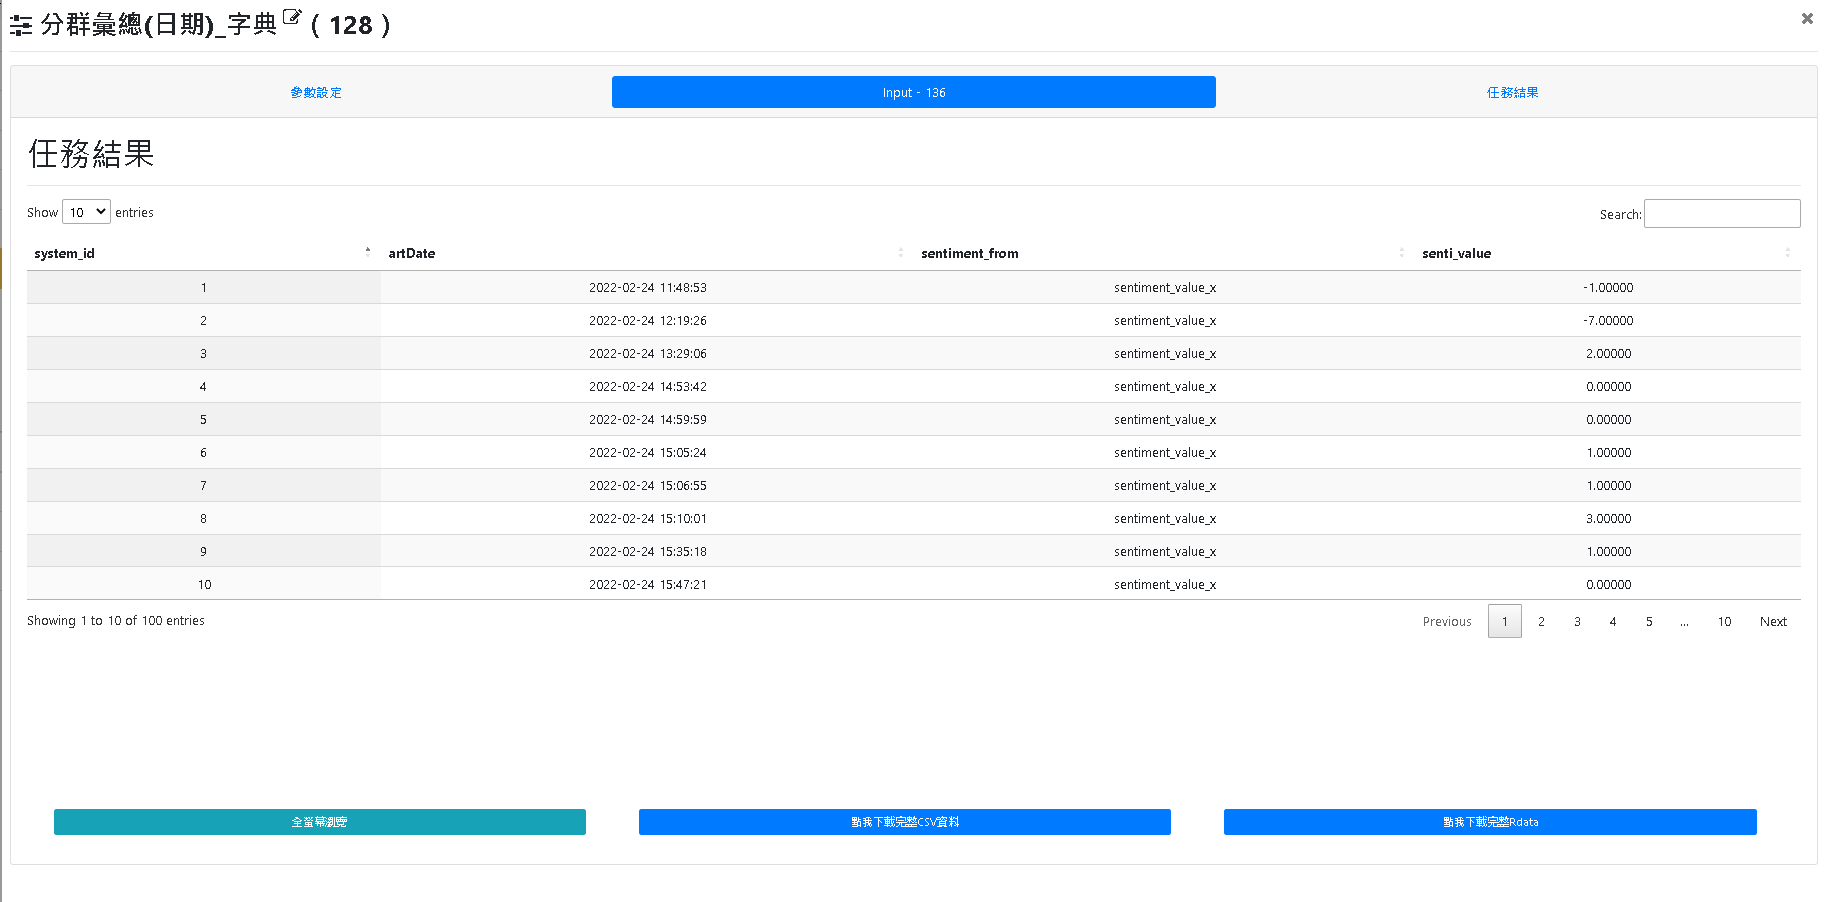 分群彙總(日期)_字典 ( 128 )
參數設定 Input - 136 任務結果
任務結果
Show 10 entries Search:
system_id artDate sentiment_from senti_value
1 2022-02-24 11:48:53 sentiment_value_x -1.00000
2 2022-02-24 12:19:26 sentiment_value_x -7.00000
3 2022-02-24 13:29:06 sentiment_value_x 2.00000
4 2022-02-24 14:53:42 sentiment_value_x 0.00000
5 2022-02-24 14:59:59 sentiment_value_x 0.00000
6 2022-02-24 15:05:24 sentiment_value_x 1.00000
7 2022-02-24 15:06:55 sentiment_value_x 1.00000
8 2022-02-24 15:10:01 sentiment_value_x 3.00000
9 2022-02-24 15:35:18 sentiment_value_x 1.00000
10 2022-02-24 15:47:21 sentiment_value_x 0.00000
Showing 1 to 10 of 100 entries Previous 1 2 3 4 5 ... 10 Next
全螢幕瀏覽 點我下載完整CSV資料 點我下載完整Rdata